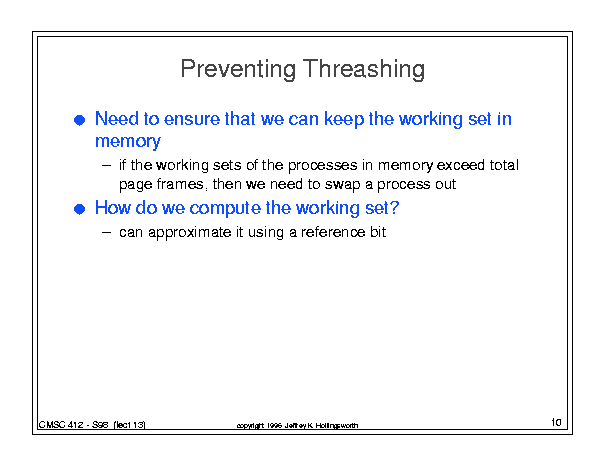 Preventing Threashing
● Need to ensure that we can keep the working set in
memory
– if the working sets of the processes in memory exceed total
page frames, then we need to swap a process out
● How do we compute the working set?
– can approximate it using a reference bit
CMSC 412 - S98 (lect 13)
copyright 1996 Jeffrey K. Hollingsworth
10